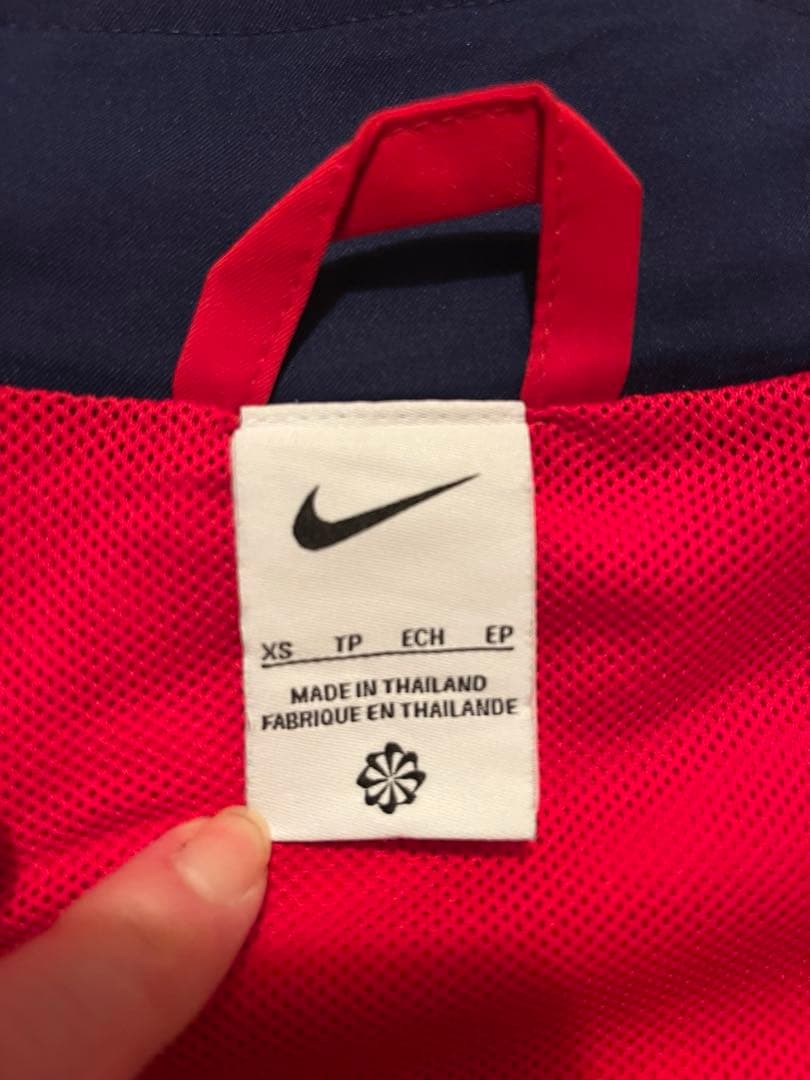 XS TP ECH EP
MADE IN THAILAND
FABRIQUE EN THAILANDE